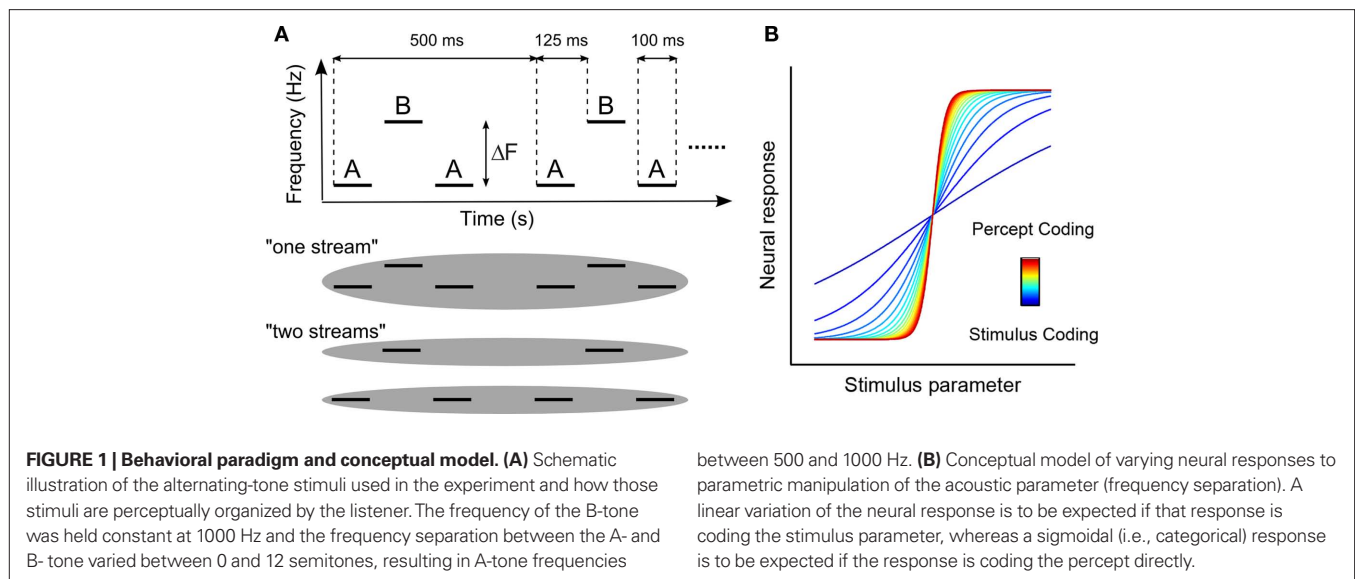 A
500 ms
125 ms
100 ms
Frequency (Hz)
B
B
ΔF
A
A
A
A
......
Time (s)
"one stream"
"two streams"
B
Neural response
Percept Coding
Stimulus Coding
Stimulus parameter
FIGURE 1 | Behavioral paradigm and conceptual model. (A) Schematic
illustration of the alternating-tone stimuli used in the experiment and how those
stimuli are perceptually organized by the listener. The frequency of the B-tone
was held constant at 1000 Hz and the frequency separation between the A- and
B- tone varied between 0 and 12 semitones, resulting in A-tone frequencies
between 500 and 1000 Hz. (B) Conceptual model of varying neural responses to
parametric manipulation of the acoustic parameter (frequency separation). A
linear variation of the neural response is to be expected if that response is
coding the stimulus parameter, whereas a sigmoidal (i.e., categorical) response
is to be expected if the response is coding the percept directly.